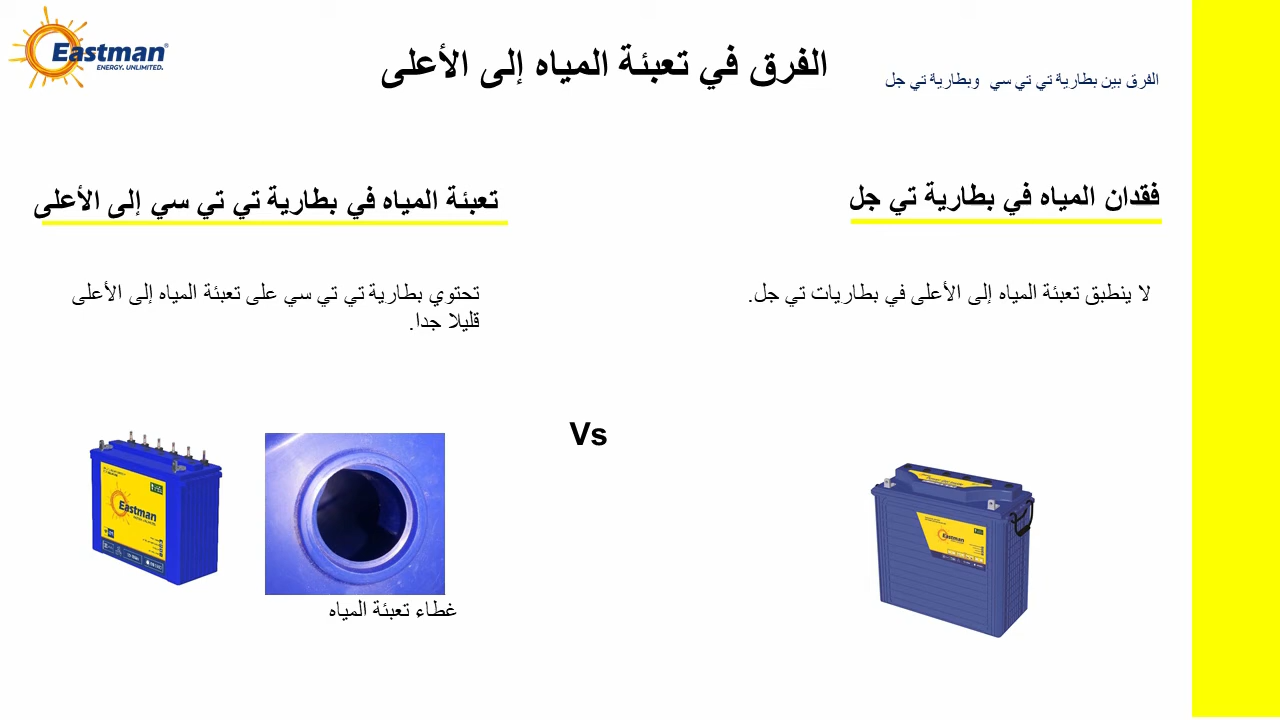 Eastman
ENERGY. UNLIMITED.
الفرق في تعبئة المياه إلى الأعلى
الفرق بين بطارية تي تي سي وبطارية تي جل
فقدان المياه في بطارية تي جل
لا ينطبق تعبئة المياه إلى الأعلى في بطاريات تي جل.
تعبئة المياه في بطارية تي تي سي إلى الأعلى
تحتوي بطارية تي تي سي على تعبئة المياه إلى الأعلى
قليلا جدا.
Vs
Eastman
Eastman
غطاء تعبئة المياه